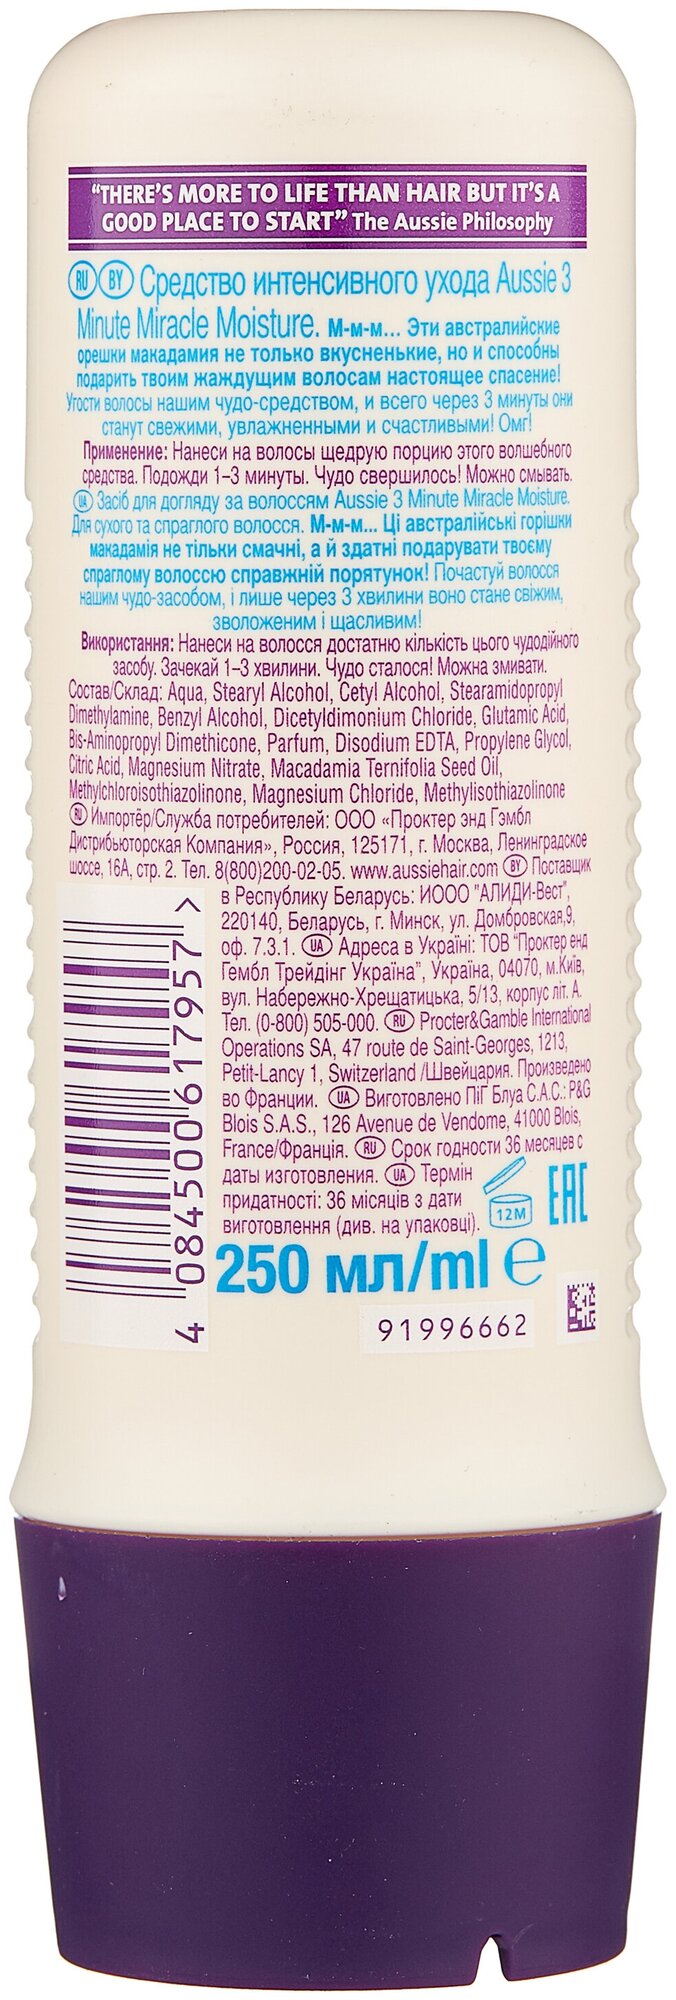 “THERE'S MORE TO LIFE THAN HAIR BUT IT'S A
GOOD PLACE TO START” The Aussie Philosophy
RU BY Средство интенсивного ухода Aussie 3
Minute Miracle Moisture. М-м-м... Эти австралийские
орешки макадамия не только вкусненькие, но и способны
подарить твоим жаждущим волосам настоящее спасение!
Угости волосы нашим чудо-средством, и всего через 3 минуты они
станут свежими, увлажненными и счастливыми! Омг!
Применение: Нанеси на волосы щедрую порцию этого волшебного
средства. Подожди 1–3 минуты. Чудо свершилось! Можно смывать.
UA Засіб для догляду за волоссям Aussie 3 Minute Miracle Moisture.
Для сухого та спраглого волосся. М-м-м... Ці австралійські горішки
макадамія не тільки смачні, а й здатні подарувати твоєму
спраглому волоссю справжній порятунок! Почастуй волосся
нашим чудо-засобом, і лише через 3 хвилини воно стане свіжим,
зволоженим і щасливим!
Використання: Нанеси на волосся достатню кількість цього чудодійного
засобу. Зачекай 1–3 хвилини. Чудо сталося! Можна змивати.
Состав/Склад: Aqua, Stearyl Alcohol, Cetyl Alcohol, Stearamidopropyl
Dimethylamine, Benzyl Alcohol, Dicetyldimonium Chloride, Glutamic Acid,
Bis-Aminopropyl Dimethicone, Parfum, Disodium EDTA, Propylene Glycol,
Citric Acid, Magnesium Nitrate, Macadamia Ternifolia Seed Oil,
Methylchloroisothiazolinone, Magnesium Chloride, Methylisothiazolinone
RU Импортёр/Служба потребителей: ООО «Проктер энд Гэмбл
Дистрибьюторская Компания», Россия, 125171, г. Москва, Ленинградское
шоссе, 16А, стр. 2. Тел. 8(800)200-02-05. www.aussiehair.com BY Поставщик
в Республику Беларусь: ИООО "АЛИДИ-Вест",
220140, Беларусь, г. Минск, ул. Домбровская,9,
оф. 7.3.1. UA Адреса в Україні: ТОВ "Проктер енд
Гембл Трейдінг Україна", Україна, 04070, м.Київ,
вул. Набережно-Хрещатицька, 5/13, корпус літ. А.
Тел. (0-800) 505-000. RU Procter&Gamble International
Operations SA, 47 route de Saint-Georges, 1213,
Petit-Lancy 1, Switzerland /Швейцария. Произведено
во Франции. UA Виготовлено ПіГ Блуа С.А.С.: P&G
Blois S.A.S., 126 Avenue de Vendome, 41000 Blois,
France/Франція. RU Срок годности 36 месяцев с
даты изготовления. UA Термін
придатності: 36 місяців з дати
виготовлення (див. на упаковці).
12M
EAC
250 мл/ml e
4 084500 617957 >
91996662